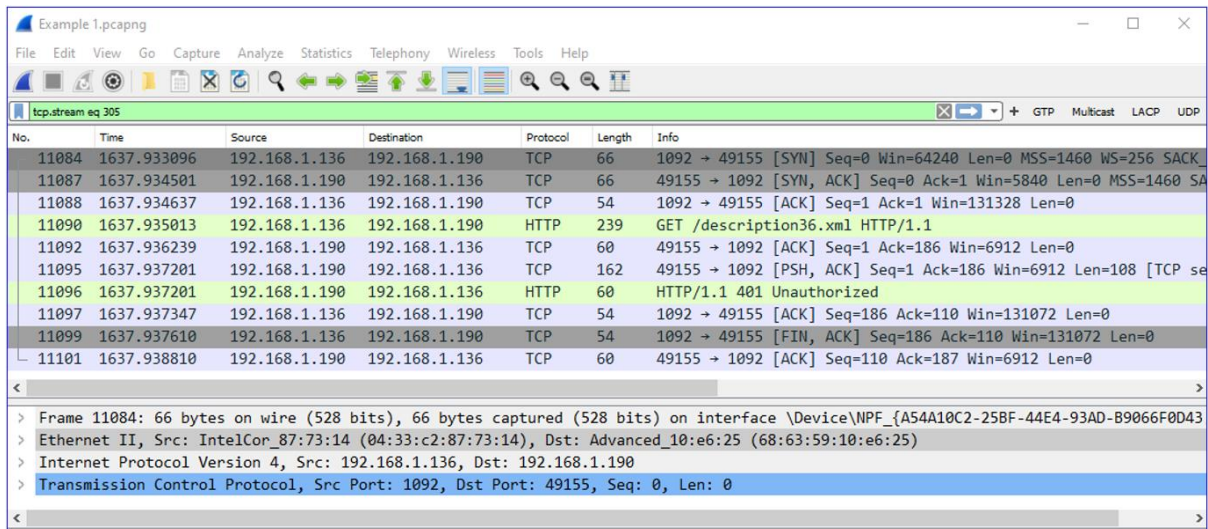 Example 1.pcapng
File Edit View Go Capture Analyze Statistics Telephony Wireless Tools Help
tcp.stream eq 305 + GTP Multicast LACP UDP
No. Time Source Destination Protocol Length Info
11084 1637.933096 192.168.1.136 192.168.1.190 TCP 66 1092 → 49155 [SYN] Seq=0 Win=64240 Len=0 MSS=1460 WS=256 SACK_
11087 1637.934501 192.168.1.190 192.168.1.136 TCP 66 49155 → 1092 [SYN, ACK] Seq=0 Ack=1 Win=5840 Len=0 MSS=1460 SA
11088 1637.934637 192.168.1.136 192.168.1.190 TCP 54 1092 → 49155 [ACK] Seq=1 Ack=1 Win=131328 Len=0
11090 1637.935013 192.168.1.136 192.168.1.190 HTTP 239 GET /description36.xml HTTP/1.1
11092 1637.936239 192.168.1.190 192.168.1.136 TCP 60 49155 → 1092 [ACK] Seq=1 Ack=186 Win=6912 Len=0
11095 1637.937201 192.168.1.190 192.168.1.136 TCP 162 49155 → 1092 [PSH, ACK] Seq=1 Ack=186 Win=6912 Len=108 [TCP se
11096 1637.937201 192.168.1.190 192.168.1.136 HTTP 60 HTTP/1.1 401 Unauthorized
11097 1637.937347 192.168.1.136 192.168.1.190 TCP 54 1092 → 49155 [ACK] Seq=186 Ack=110 Win=131072 Len=0
11099 1637.937610 192.168.1.136 192.168.1.190 TCP 54 1092 → 49155 [FIN, ACK] Seq=186 Ack=110 Win=131072 Len=0
11101 1637.938810 192.168.1.190 192.168.1.136 TCP 60 49155 → 1092 [ACK] Seq=110 Ack=187 Win=6912 Len=0
Frame 11084: 66 bytes on wire (528 bits), 66 bytes captured (528 bits) on interface \Device\NPF_{A54A10C2-25BF-44E4-93AD-B9066F0D43
Ethernet II, Src: IntelCor_87:73:14 (04:33:c2:87:73:14), Dst: Advanced_10:e6:25 (68:63:59:10:e6:25)
Internet Protocol Version 4, Src: 192.168.1.136, Dst: 192.168.1.190
Transmission Control Protocol, Src Port: 1092, Dst Port: 49155, Seq: 0, Len: 0